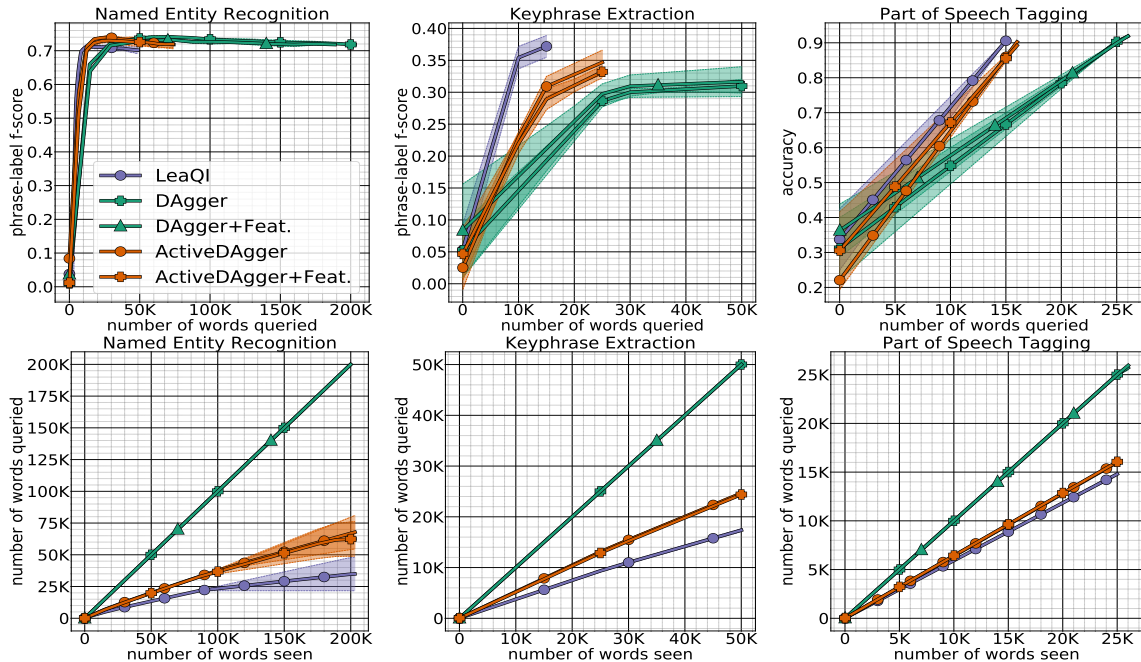 Named Entity Recognition
phrase-label f-score
0.7
0.6
0.5
0.4
0.3
0.2
0.1
0.0
LeaQI
DAgger
DAgger+Feat.
ActiveDAgger
ActiveDAgger+Feat.
0 50K 100K 150K 200K
number of words queried
Keyphrase Extraction
phrase-label f-score
0.40
0.35
0.30
0.25
0.20
0.15
0.10
0.05
0.00
0 10K 20K 30K 40K 50K
number of words queried
Part of Speech Tagging
accuracy
0.9
0.8
0.7
0.6
0.5
0.4
0.3
0.2
0 5K 10K 15K 20K 25K
number of words queried
Named Entity Recognition
number of words queried
200K
175K
150K
125K
100K
75K
50K
25K
0
0 50K 100K 150K 200K
number of words seen
Keyphrase Extraction
number of words queried
50K
40K
30K
20K
10K
0
0 10K 20K 30K 40K 50K
number of words seen
Part of Speech Tagging
number of words queried
25K
20K
15K
10K
5K
0
0 5K 10K 15K 20K 25K
number of words seen